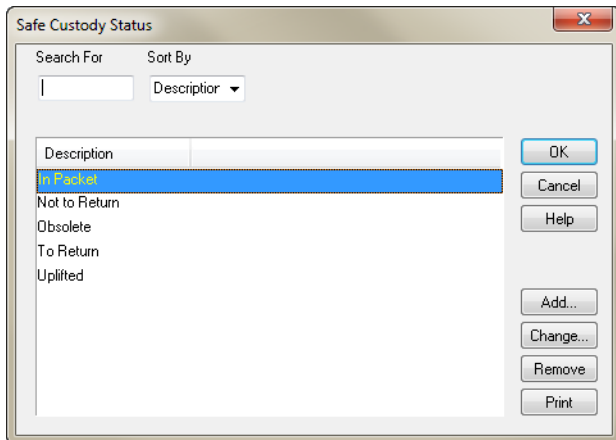 Safe Custody Status
Search For Sort By
Description
Description
In Packet
Not to Return
Obsolete
To Return
Uplifted
OK
Cancel
Help
Add...
Change...
Remove
Print